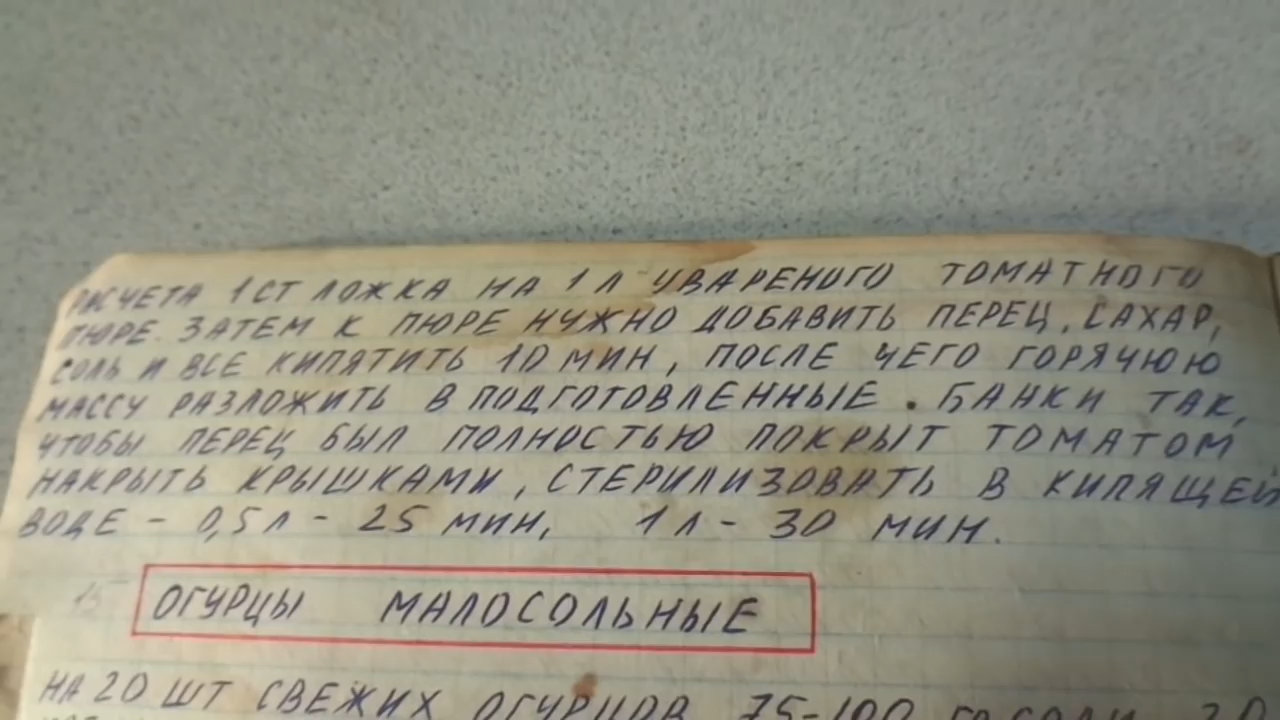 РАСЧЕТА 1 СТ ЛОЖКА НА 1 Л УВАРЕНОГО ТОМАТНОГО
ПЮРЕ. ЗАТЕМ К ПЮРЕ НУЖНО ДОБАВИТЬ ПЕРЕЦ, САХАР,
СОЛЬ И ВСЕ КИПЯТИТЬ 10 МИН, ПОСЛЕ ЧЕГО ГОРЯЧЮЮ
МАССУ РАЗЛОЖИТЬ В ПОДГОТОВЛЕННЫЕ . БАНКИ ТАК,
ЧТОБЫ ПЕРЕЦ БЫЛ ПОЛНОСТЬЮ ПОКРЫТ ТОМАТОМ
НАКРЫТЬ КРЫШКАМИ, СТЕРИЛИЗОВАТЬ В КИПЯЩЕЙ
ВОДЕ - 0,5 Л - 25 МИН, 1 Л - 30 МИН.
15 ОГУРЦЫ МАЛОСОЛЬНЫЕ
НА 20 ШТ СВЕЖИХ ОГУРЦОВ 75-100 ГР СОЛИ